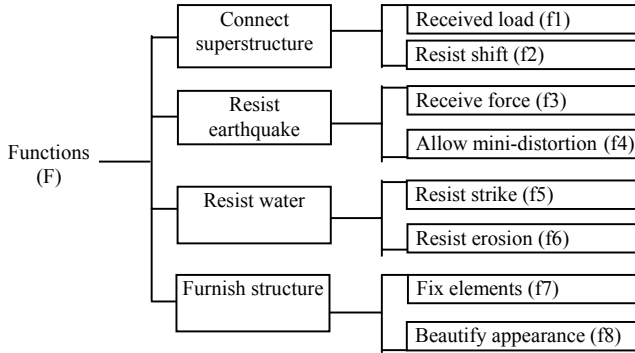 Functions
(F)
Connect
superstructure
Received load (f1)
Resist shift (f2)
Resist
earthquake
Receive force (f3)
Allow mini-distortion (f4)
Resist water
Resist strike (f5)
Resist erosion (f6)
Furnish structure
Fix elements (f7)
Beautify appearance (f8)